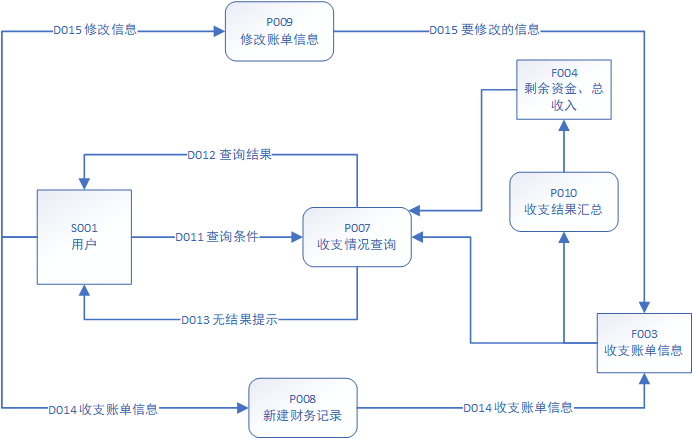 D015 修改信息
P009
修改账单信息
D015 要修改的信息
F004
剩余资金、总
收入
D012 查询结果
P010
收支结果汇总
S001
用户
D011 查询条件
P007
收支情况查询
D013 无结果提示
F003
收支账单信息
D014 收支账单信息
P008
新建财务记录
D014 收支账单信息